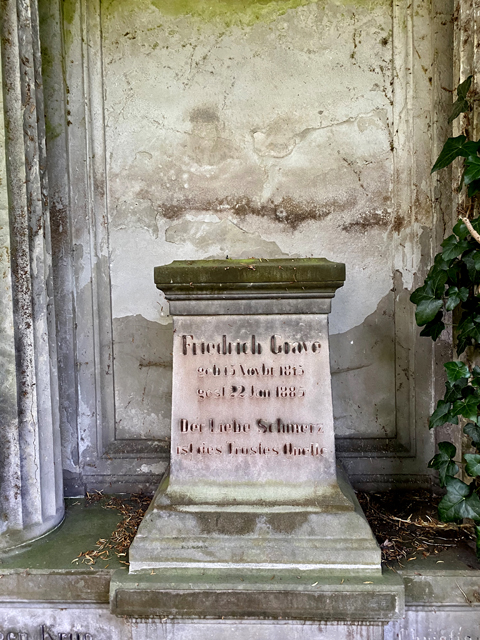 Friedrich Grave
geb 15 Novbr 1815
gest 22 Jan 1885
Der Liebe Schmerz
ist des Trostes Quelle